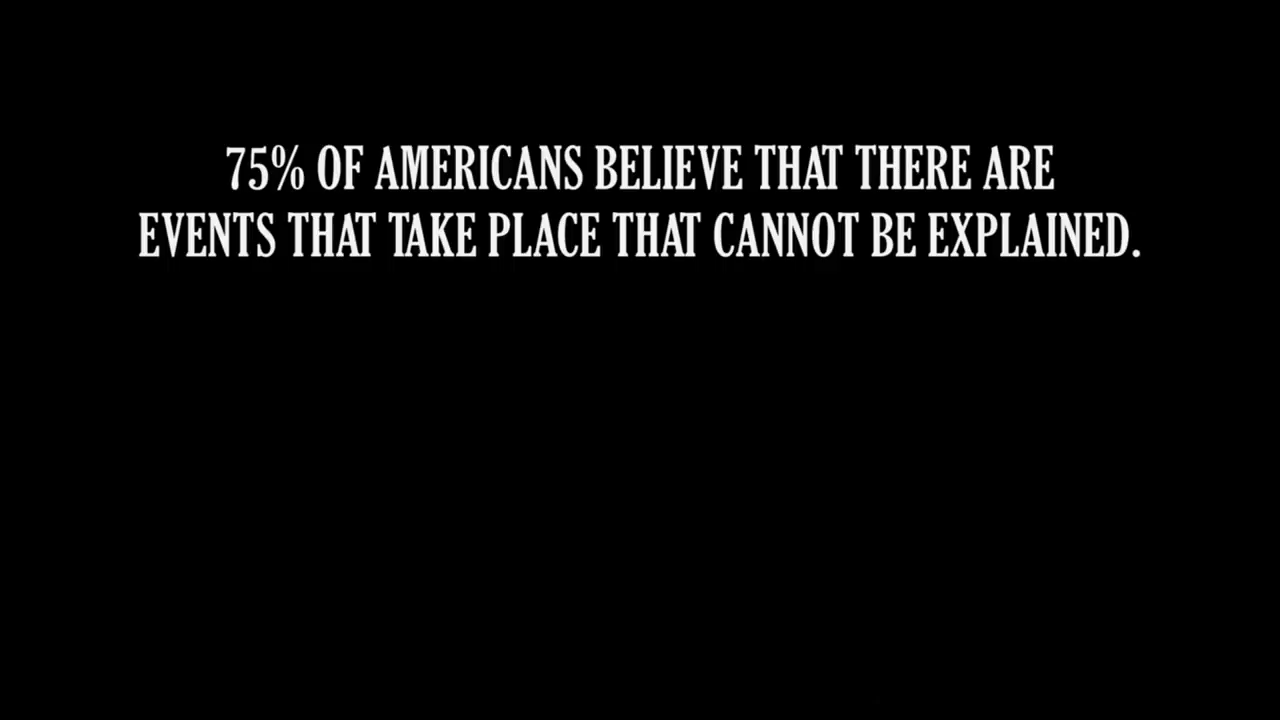 75% OF AMERICANS BELIEVE THAT THERE ARE
EVENTS THAT TAKE PLACE THAT CANNOT BE EXPLAINED.